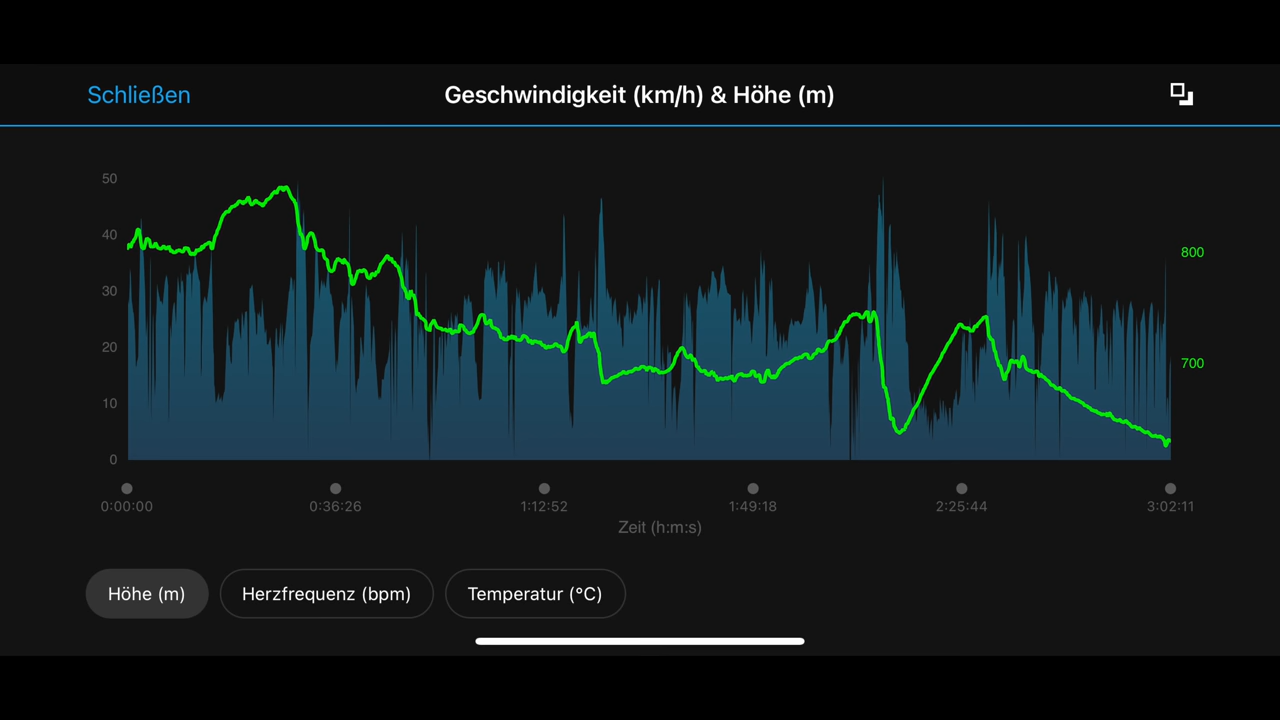 Schließen
Geschwindigkeit (km/h) & Höhe (m)
50
40
30
20
10
0
800
700
0:00:00
0:36:26
1:12:52
1:49:18
2:25:44
3:02:11
Zeit (h:m:s)
Höhe (m)
Herzfrequenz (bpm)
Temperatur (°C)